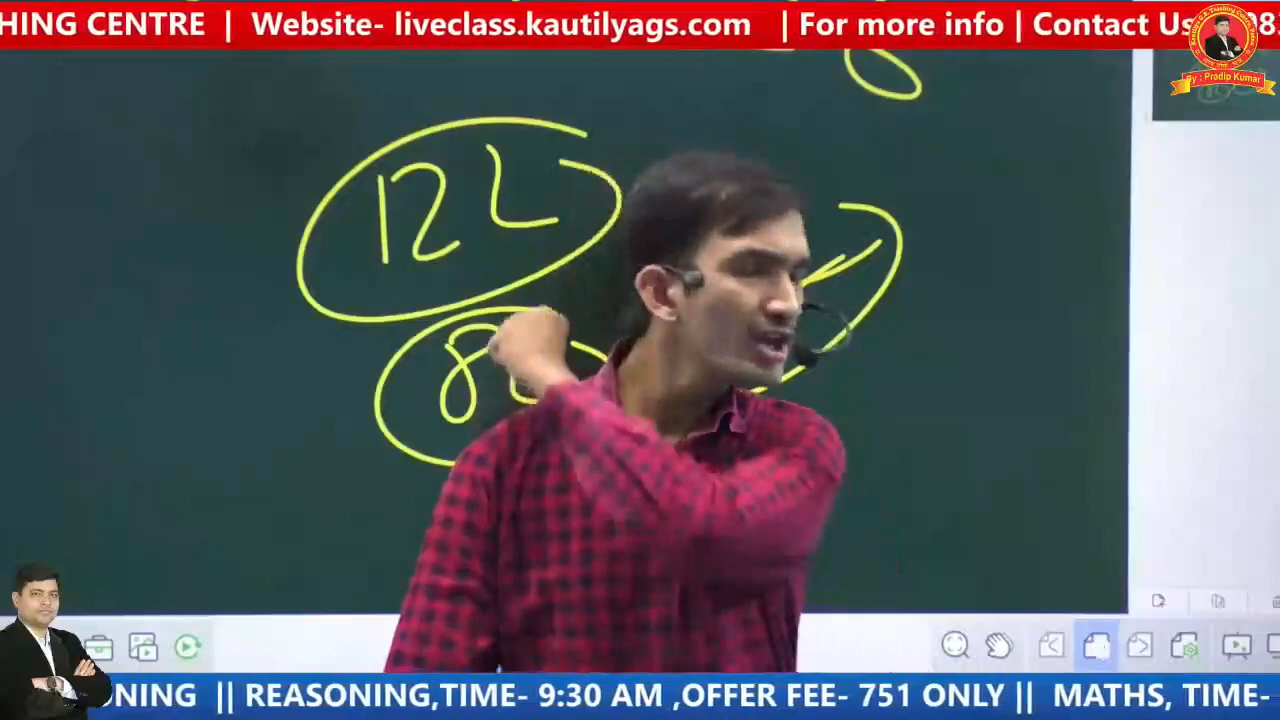 HING CENTRE | Website- liveclass.kautilyags.com | For more info | Contact Us
By : Pradip Kumar
12 L
8
ONING || REASONING,TIME- 9:30 AM ,OFFER FEE- 751 ONLY || MATHS, TIME-